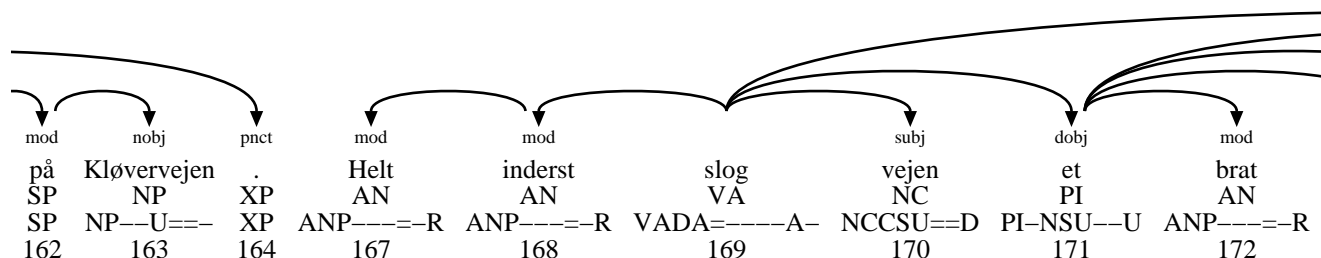 mod nobj pnct mod mod subj dobj mod
på Kløvervejen . Helt inderst slog vejen et brat
SP NP XP AN AN VA NC PI AN
SP NP−−U==− XP ANP−−−=−R ANP−−−=−R VADA=−−−−A− NCCSU==D PI−NSU−−U ANP−−−=−R
162 163 164 167 168 169 170 171 172